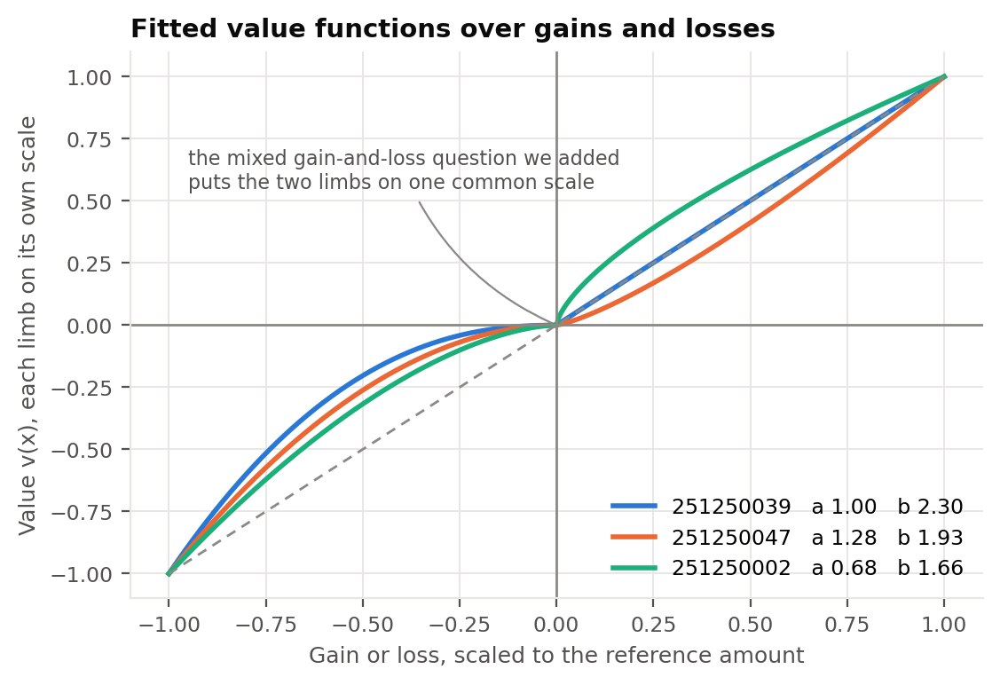 Fitted value functions over gains and losses
Value v(x), each limb on its own scale
1.00
0.75
0.50
0.25
0.00
−0.25
−0.50
−0.75
−1.00
the mixed gain-and-loss question we added
puts the two limbs on one common scale
251250039 a 1.00 b 2.30
251250047 a 1.28 b 1.93
251250002 a 0.68 b 1.66
−1.00 −0.75 −0.50 −0.25 0.00 0.25 0.50 0.75 1.00
Gain or loss, scaled to the reference amount